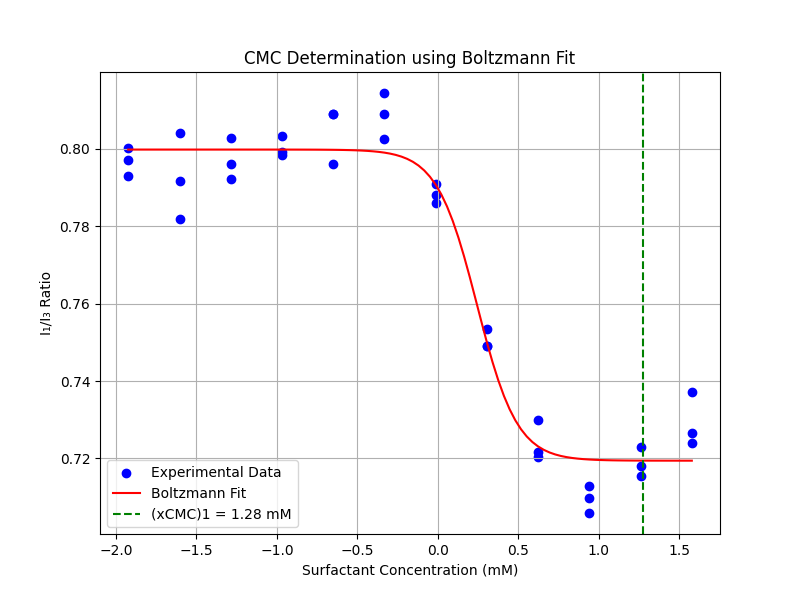 CMC Determination using Boltzmann Fit
0.80
0.78
0.76
0.74
0.72
I₁/I₃ Ratio
Experimental Data
Boltzmann Fit
(xCMC)1 = 1.28 mM
−2.0
−1.5
−1.0
−0.5
0.0
0.5
1.0
1.5
Surfactant Concentration (mM)